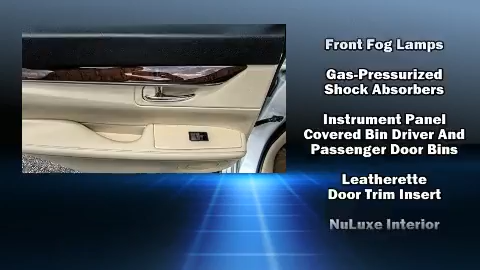 Front Fog Lamps
Gas-Pressurized
Shock Absorbers
Instrument Panel
Covered Bin Driver And
Passenger Door Bins
Leatherette
Door Trim Insert
NuLuxe Interior